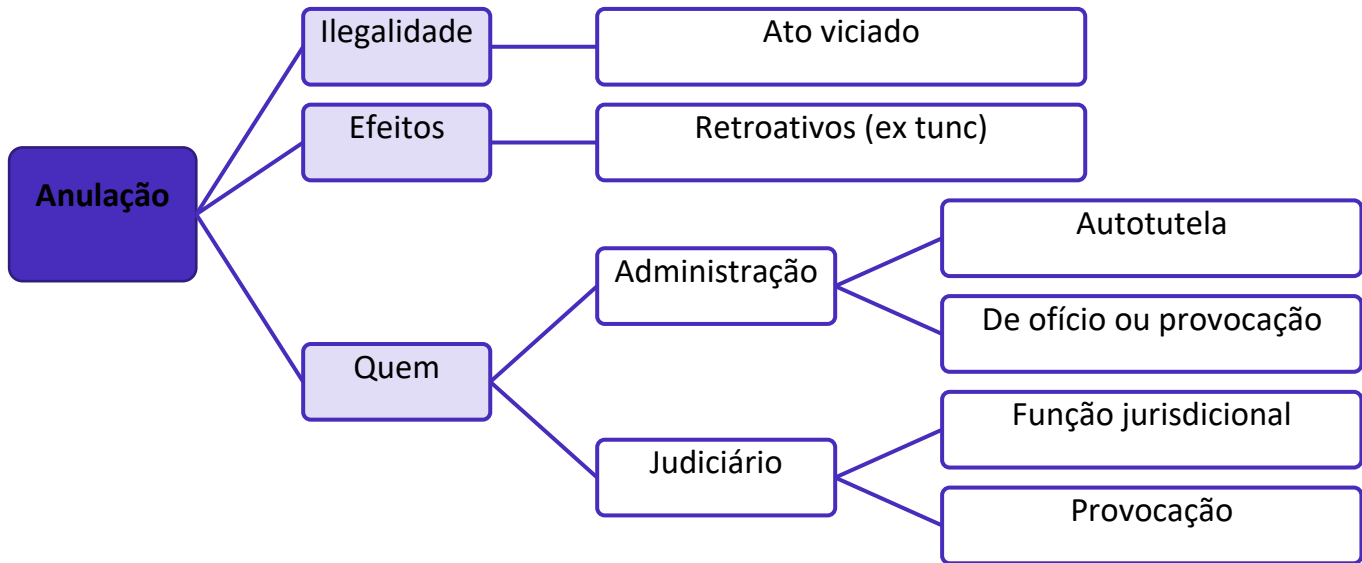 Anulação
Ilegalidade
Ato viciado
Efeitos
Retroativos (ex tunc)
Quem
Administração
Autotutela
De ofício ou provocação
Judiciário
Função jurisdicional
Provocação